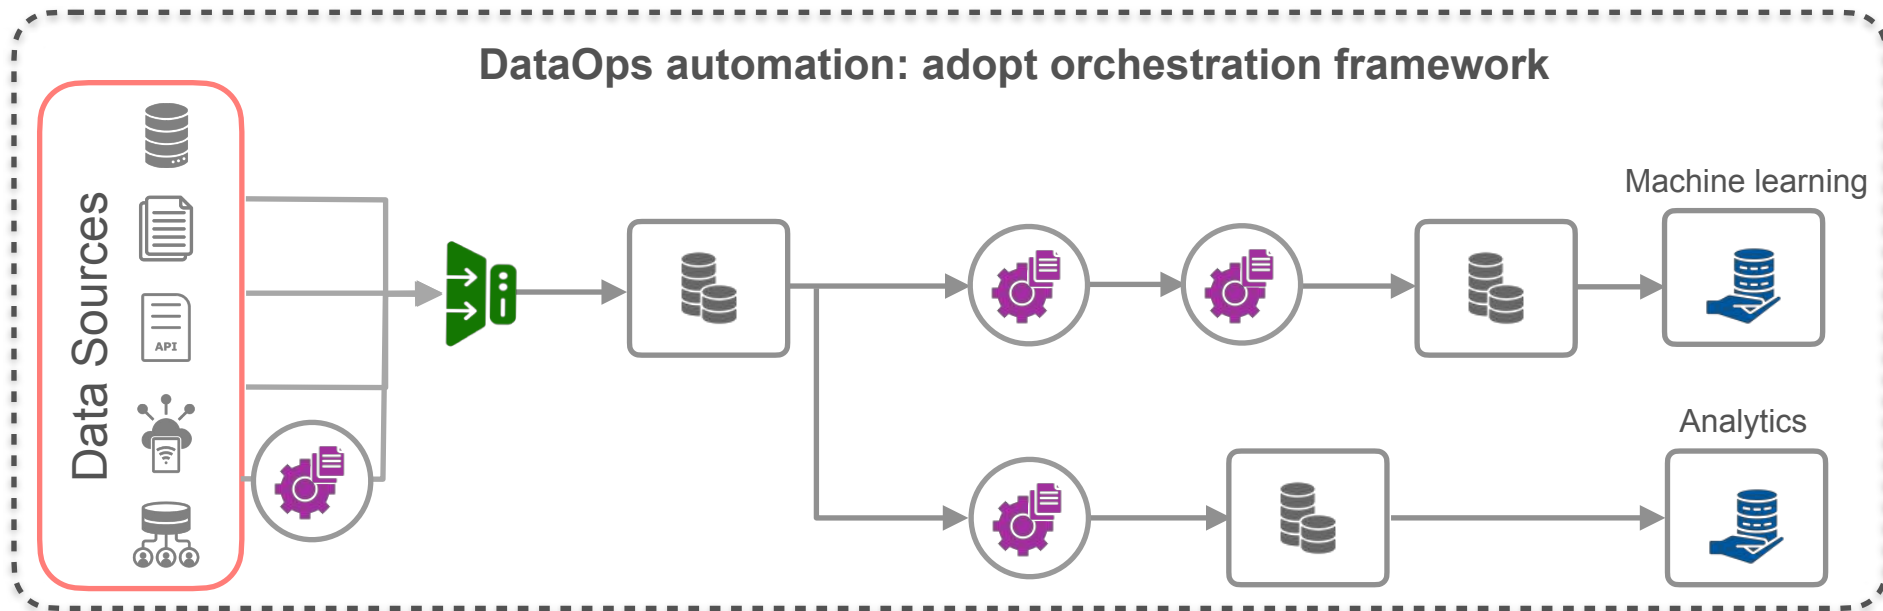 DataOps automation: adopt orchestration framework
Data Sources
API
Machine learning
Analytics